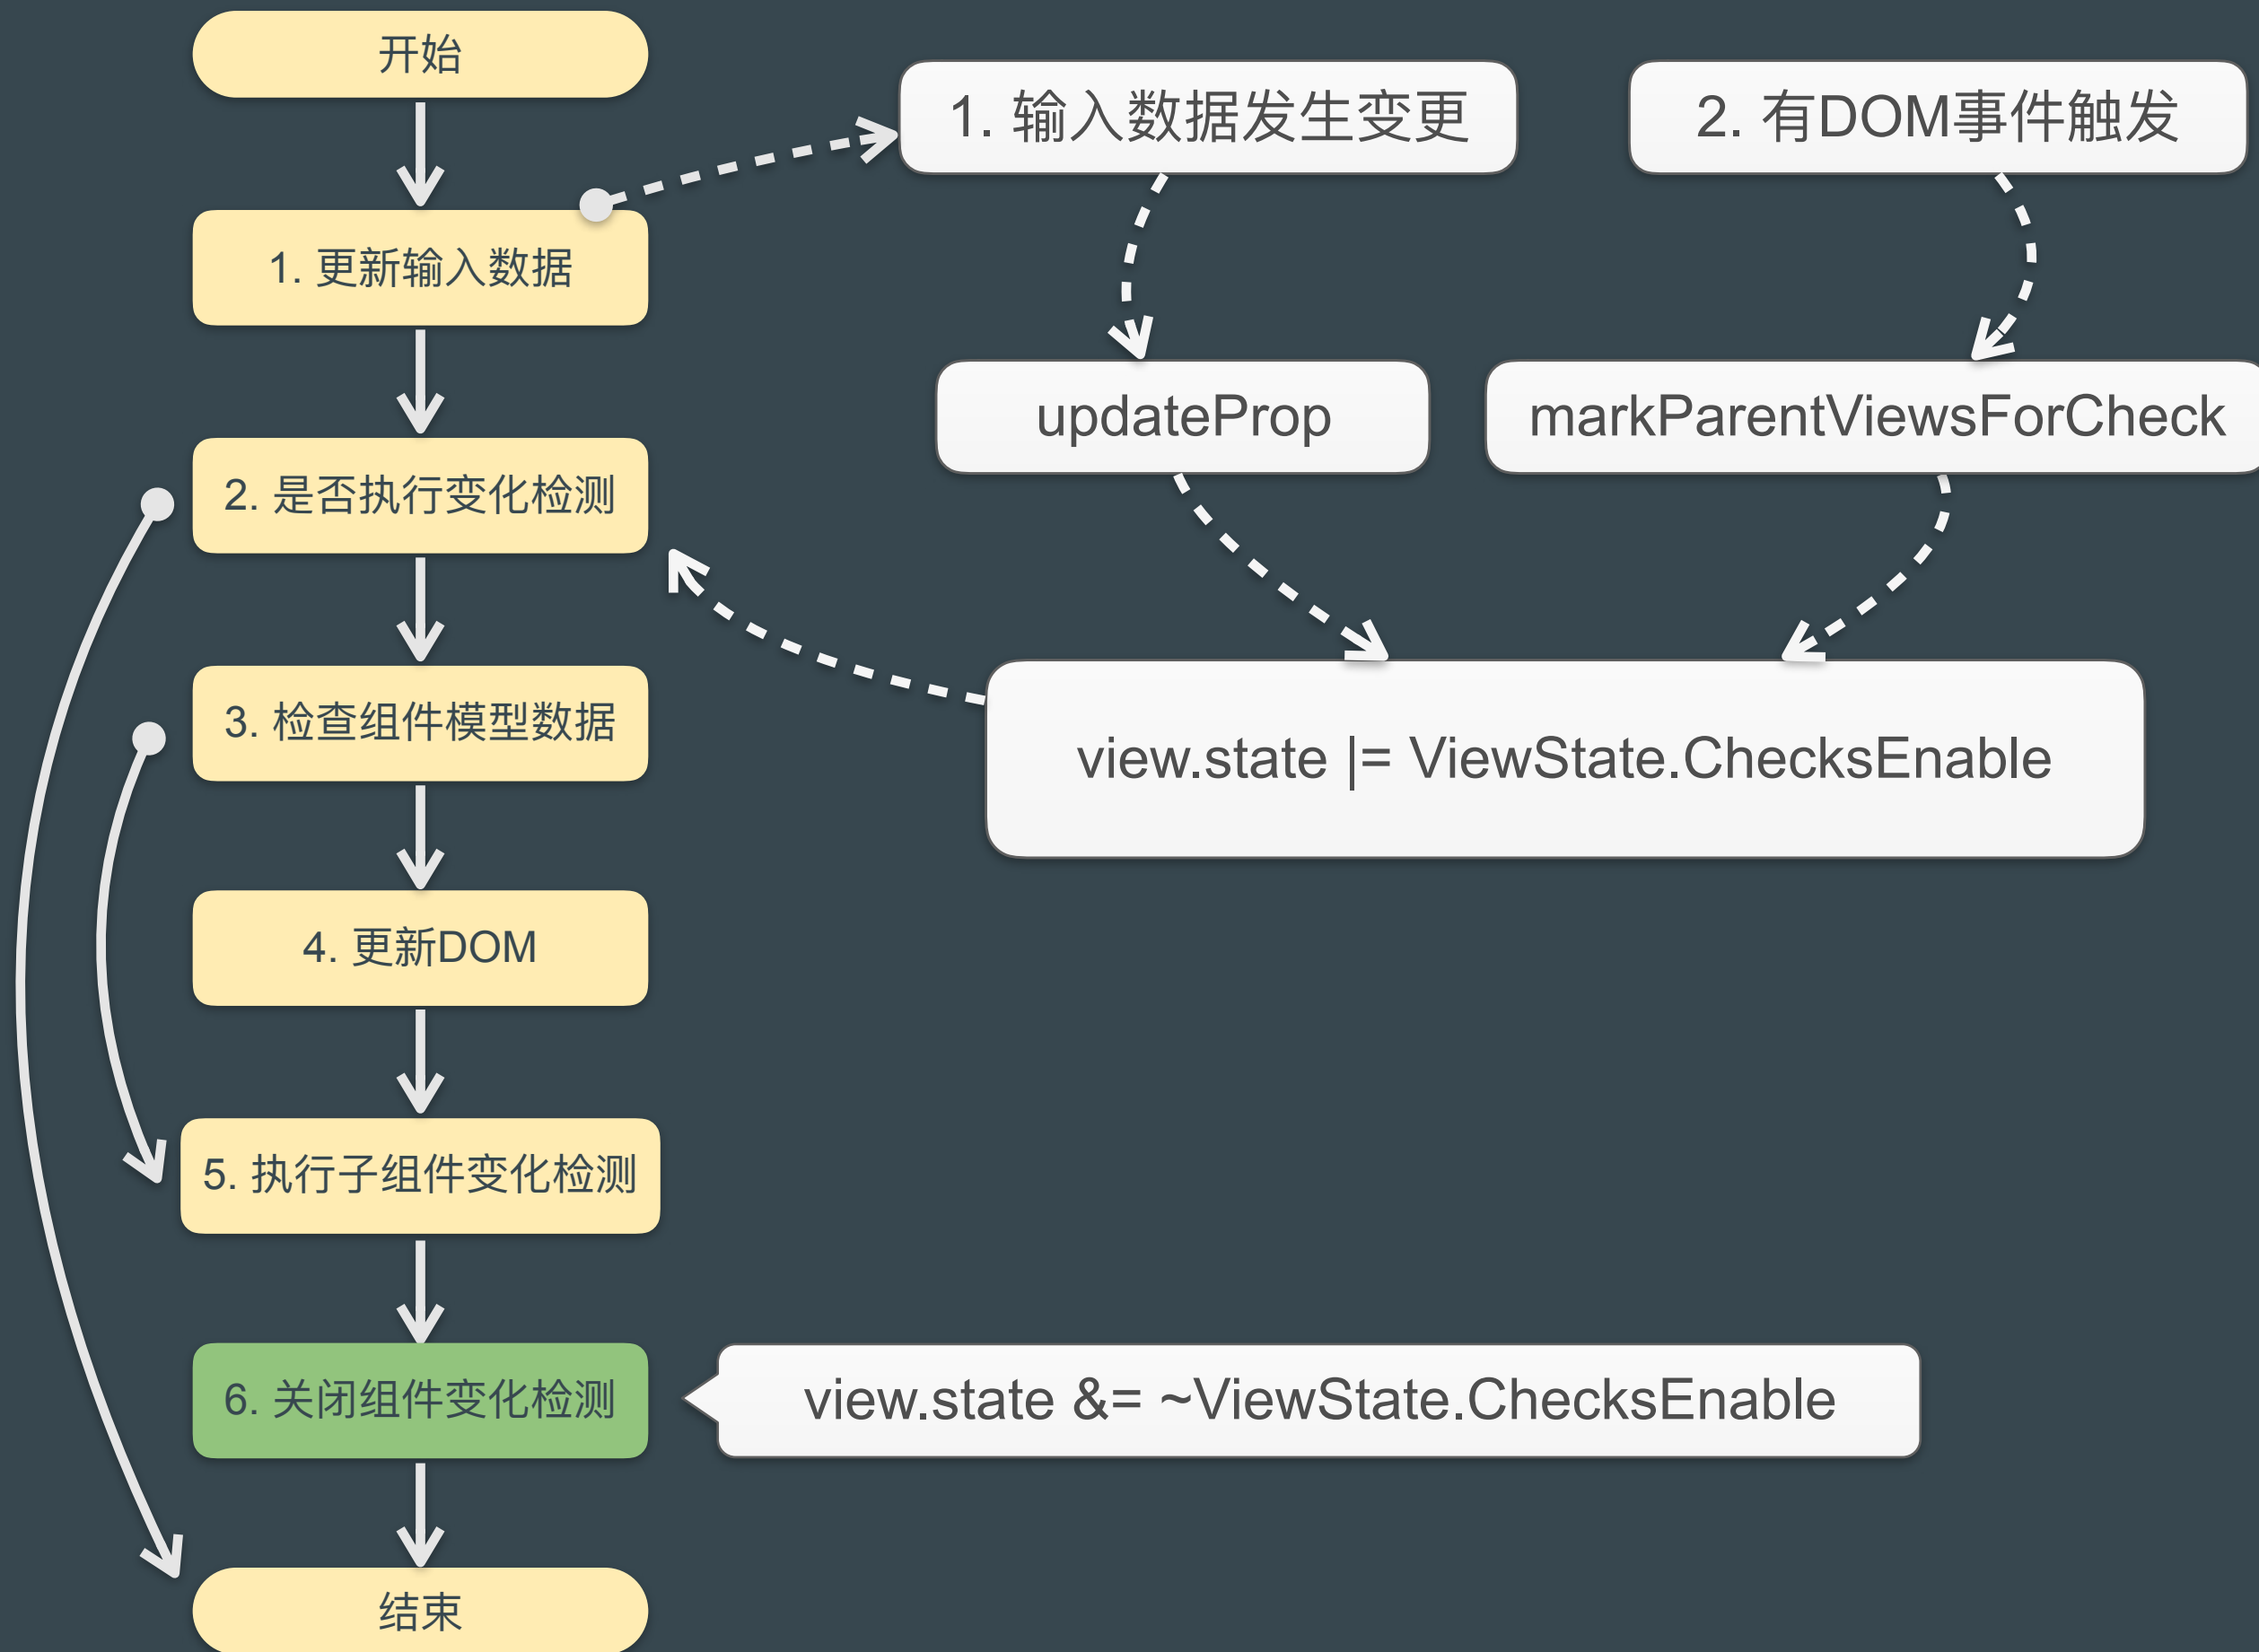 开始
1. 更新输入数据
2. 是否执行变化检测
3. 检查组件模型数据
4. 更新DOM
5. 执行子组件变化检测
6. 关闭组件变化检测
结束
1. 输入数据发生变更
2. 有DOM事件触发
updateProp
markParentViewsForCheck
view.state |= ViewState.ChecksEnable
view.state &= ~ViewState.ChecksEnable